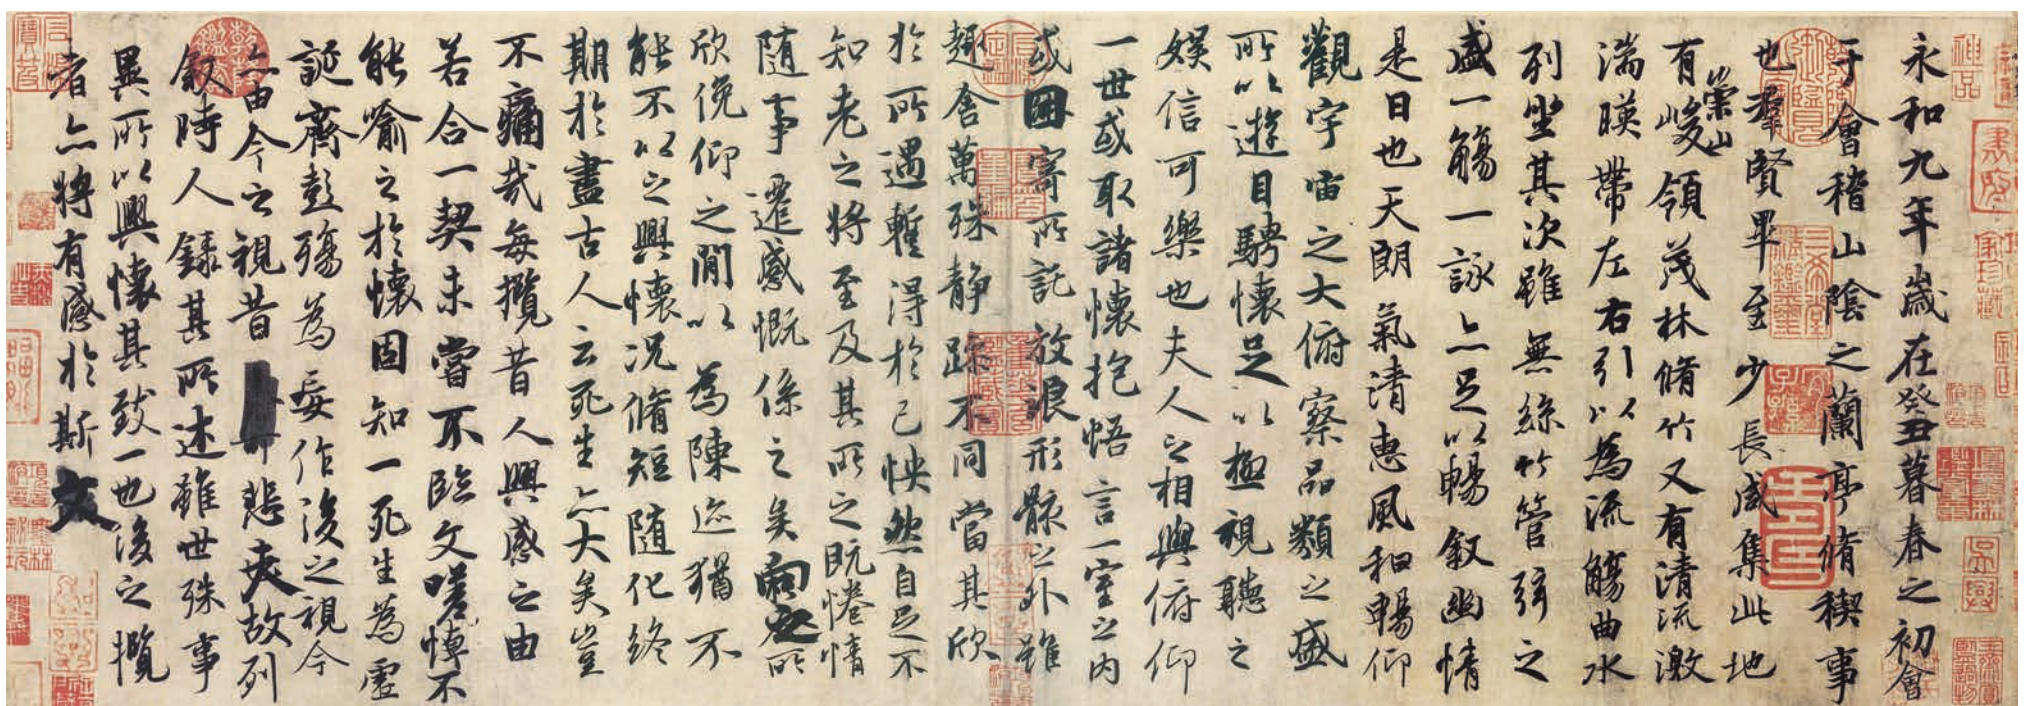 永和九年歲在癸丑暮春之初會
于會稽山陰之蘭亭脩稧事
也羣賢畢至少長咸集此地
有崇山峻領茂林脩竹又有清流激
湍暎帶左右引以為流觴曲水
列坐其次雖無絲竹管弦之
盛一觴一詠亦足以暢叙幽情
是日也天朗氣清惠風和暢仰
觀宇宙之大俯察品類之盛
所以遊目騁懷足以極視聽之
娛信可樂也夫人之相與俯仰
一世或取諸懷抱悟言一室之內
或因寄所託放浪形骸之外雖
趣舍萬殊靜躁不同當其欣
於所遇暫得於己怏然自足不
知老之將至及其所之既惓情
隨事遷感慨係之矣向之所
欣俛仰之閒以為陳迹猶不
能不以之興懷況脩短隨化終
期於盡古人云死生亦大矣豈
不痛哉每攬昔人興感之由
若合一契未嘗不臨文嗟悼不
能喻之於懷固知一死生為虛
誕齊彭殤為妄作後之視今
亦由今之視昔悲夫故列
叙時人錄其所述雖世殊事
異所以興懷其致一也後之攬
者亦將有感於斯文
神品